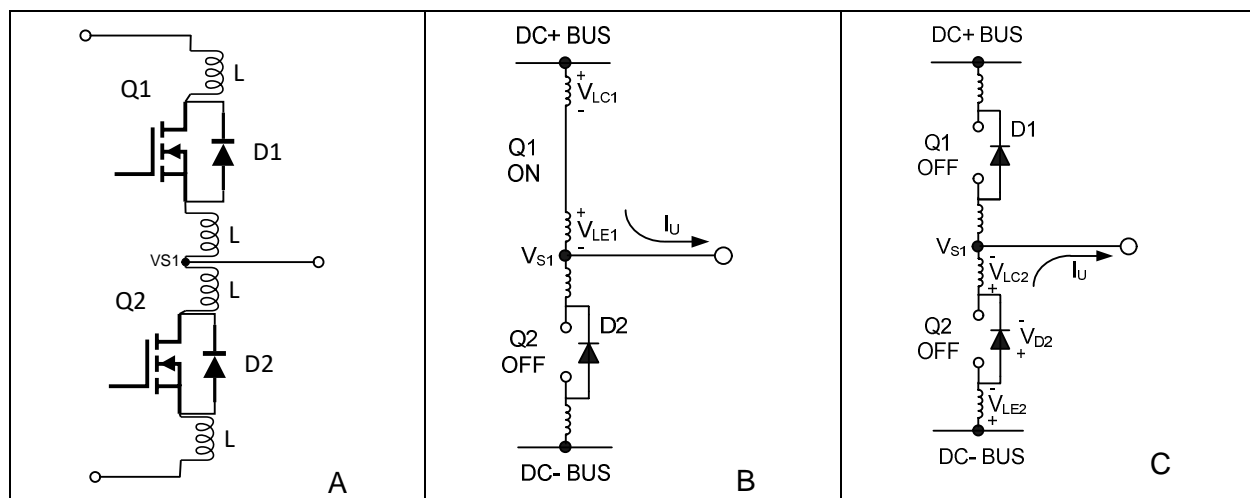 L
Q1
D1
L
VS1
L
Q2
D2
L
A
DC+ BUS
+
VLC1
-
Q1
ON
+
VLE1
-
IU
VS1
Q2
OFF
D2
DC- BUS
B
DC+ BUS
Q1
OFF
D1
VS1
-
VLC2
+
IU
Q2
OFF
-
VD2
+
-
VLE2
+
DC- BUS
C